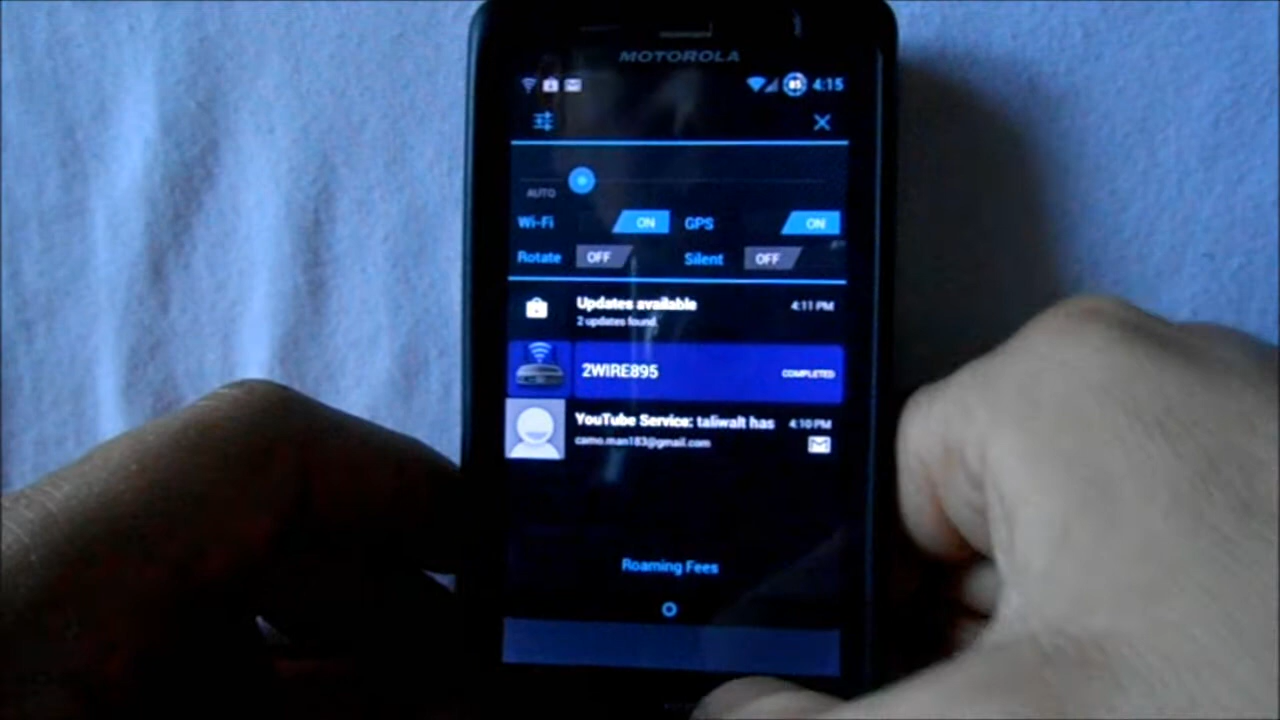 MOTOROLA
85 4:15
AUTO
Wi-Fi ON GPS ON
Rotate OFF Silent OFF
Updates available 4:11 PM
2 updates found.
2WIRE895 COMPLETED
YouTube Service: taliwalt has 4:10 PM
camo.man183@gmail.com
Roaming Fees